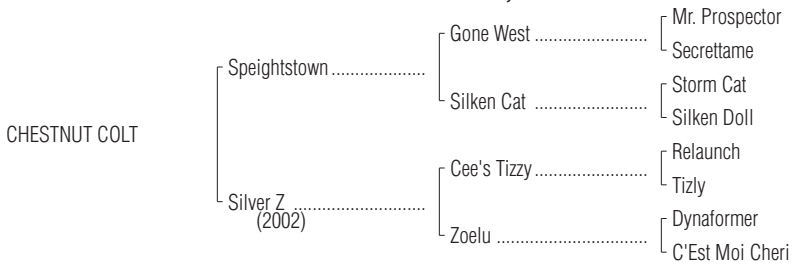 Mr. Prospector
Gone West ..............................
Secrettame
Speightstown .....................
Storm Cat
Silken Cat ..............................
Silken Doll
CHESTNUT COLT
Relaunch
Cee's Tizzy ..............................
Tizly
Silver Z .............................
(2002)
Dynaformer
Zoelu ........................................
C'Est Moi Cheri